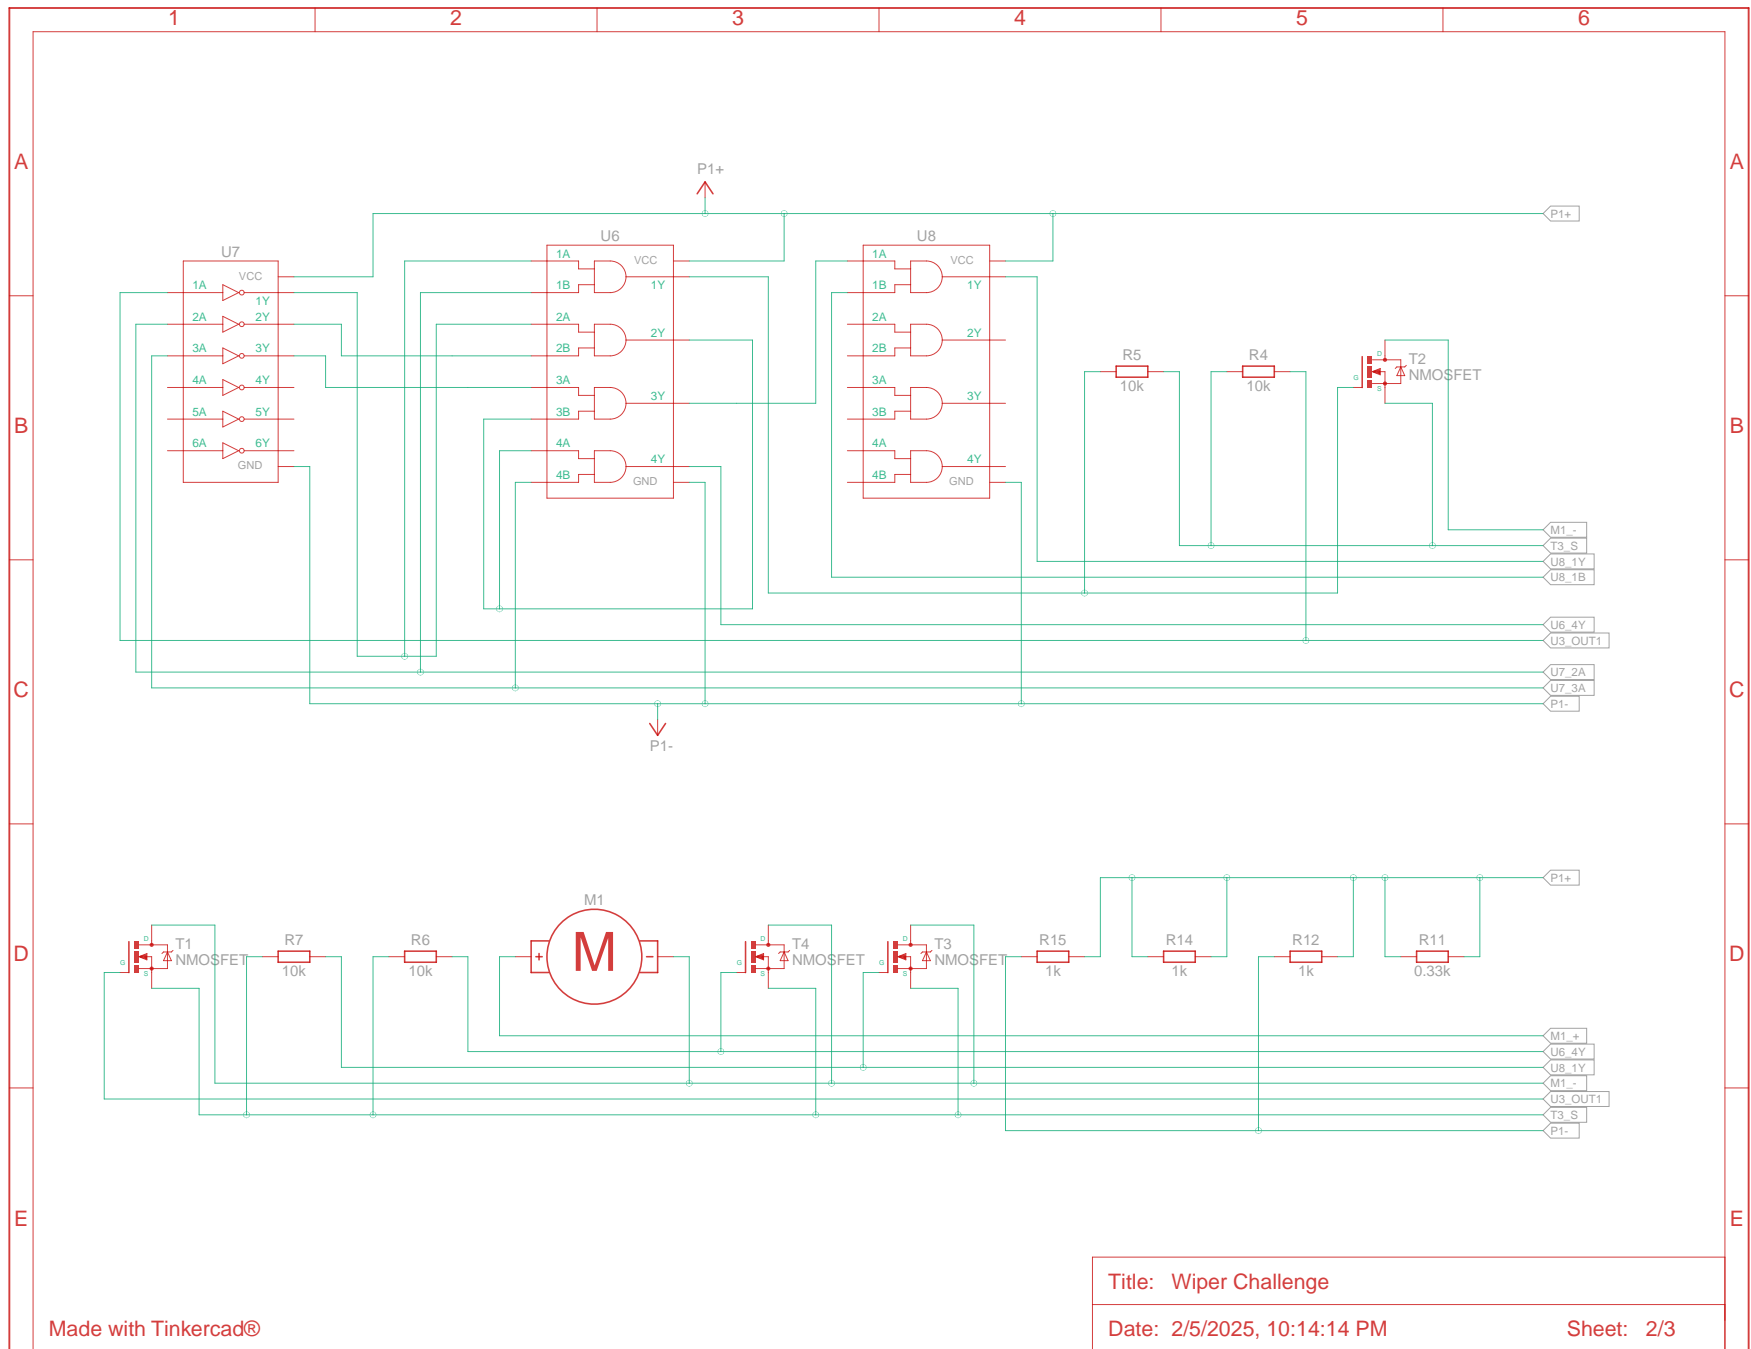 1 2 3 4 5 6
A A
P1+
P1+
U7 U6 U8
VCC
1A 1Y
2A 2Y
3A 3Y
4A 4Y
5A 5Y
6A 6Y
GND
1A VCC
1B 1Y
2A 2Y
2B
3A 3Y
3B
4A 4Y
4B GND
1A VCC
1B 1Y
2A 2Y
2B
3A 3Y
3B
4A 4Y
4B GND
R5
10k
R4
10k
D
G
S
T2
NMOSFET
B B
M1_-
T3_S
U8_1Y
U8_1B
U6_4Y
U3_OUT1
U7_2A
U7_3A
P1-
C C
P1-
P1+
D
G
S
T1
NMOSFET
R7
10k
R6
10k
M1
+ M -
D
G
S
T4
NMOSFET
D
G
S
T3
NMOSFET
R15
1k
R14
1k
R12
1k
R11
0.33k
D D
M1_+
U6_4Y
U8_1Y
M1_-
U3_OUT1
T3_S
P1-
E E
Title: Wiper Challenge
Made with Tinkercad®
Date: 2/5/2025, 10:14:14 PM Sheet: 2/3